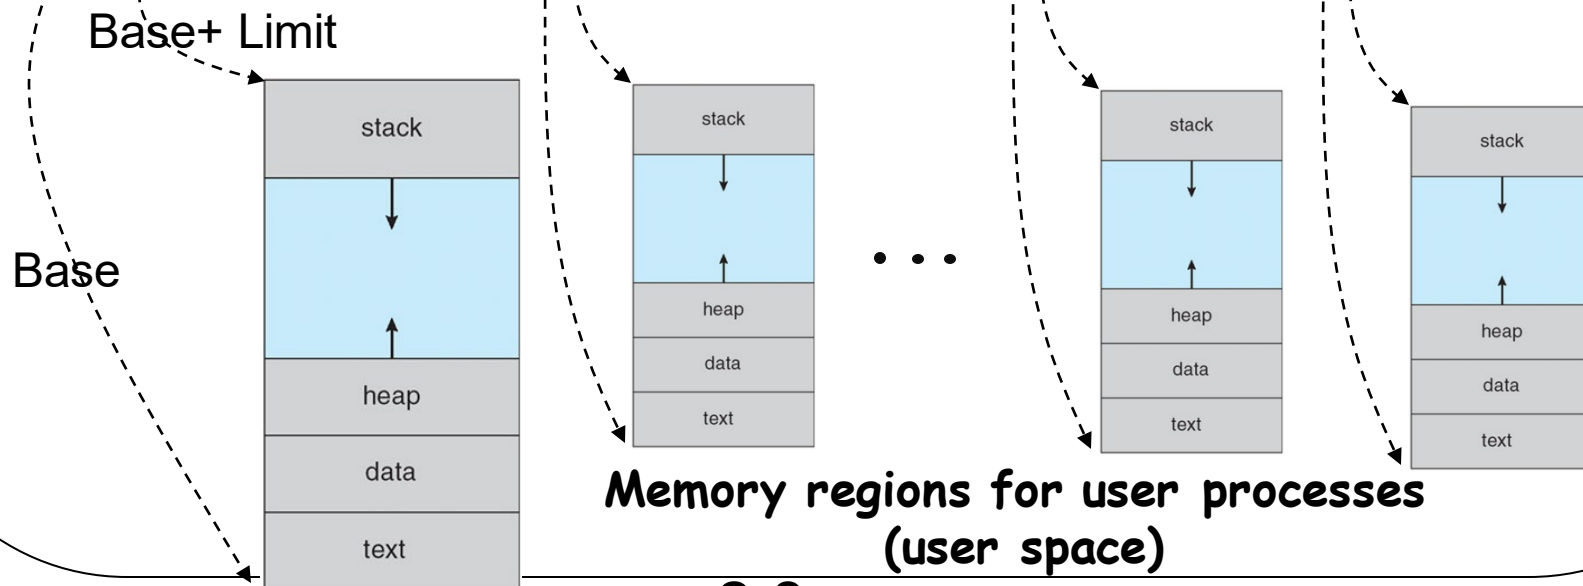 Base+ Limit
Base
stack
heap
data
text
stack
heap
data
text
. . .
stack
heap
data
text
stack
heap
data
text
Memory regions for user processes
(user space)